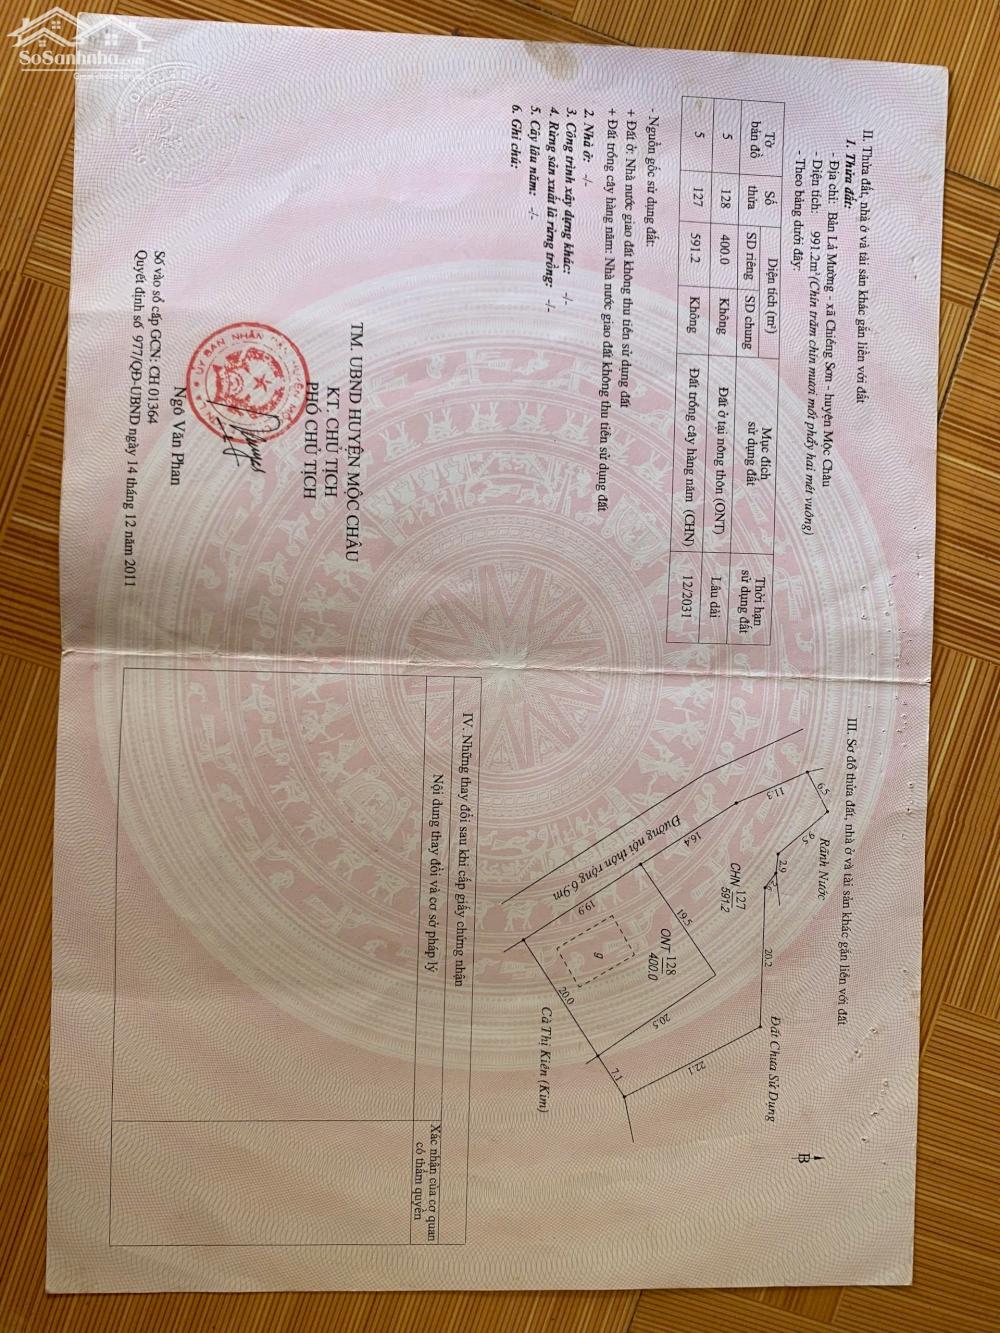 SoSanhnha.com
II. Thửa đất, nhà ở và tài sản khác gắn liền với đất
1. Thửa đất:
- Địa chỉ: Bản Lả Mường - xã Chiềng Sơn - huyện Mộc Châu
- Diện tích: 991.2m² (Chín trăm chín mươi mốt phẩy hai mét vuông)
- Theo bảng dưới đây:
Tờ bản đồ Số thửa Diện tích (m²) Mục đích sử dụng đất Thời hạn sử dụng đất
SD riêng SD chung
5 128 400.0 Không Đất ở tại nông thôn (ONT) Lâu dài
5 127 591.2 Không Đất trồng cây hàng năm (CHN) 12/2031
- Nguồn gốc sử dụng đất:
+ Đất ở: Nhà nước giao đất không thu tiền sử dụng đất
+ Đất trồng cây hàng năm: Nhà nước giao đất không thu tiền sử dụng đất
2. Nhà ở: -/-
3. Công trình xây dựng khác: -/-
4. Rừng sản xuất là rừng trồng: -/-
5. Cây lâu năm: -/-
6. Ghi chú:
TM. UBND HUYỆN MỘC CHÂU
KT. CHỦ TỊCH
PHÓ CHỦ TỊCH
Ngô Văn Phan
Số vào sổ cấp GCN: CH 01364
Quyết định số 977/QĐ-UBND ngày 14 tháng 12 năm 2011
III. Sơ đồ thửa đất, nhà ở và tài sản khác gắn liền với đất
B
Rãnh Nước
Đất Chưa Sử Dụng
6.5
9.5
11.3
2.9
20.2
16.4
127
CHN 591.2
22.1
19.5
128
ONT 400.0
Đường nội thôn rộng 6.9m
19.9
g
20.5
20.0
7.1
Cà Thị Kiên (Kim)
IV. Những thay đổi sau khi cấp giấy chứng nhận
Nội dung thay đổi và cơ sở pháp lý
Xác nhận của cơ quan
có thẩm quyền